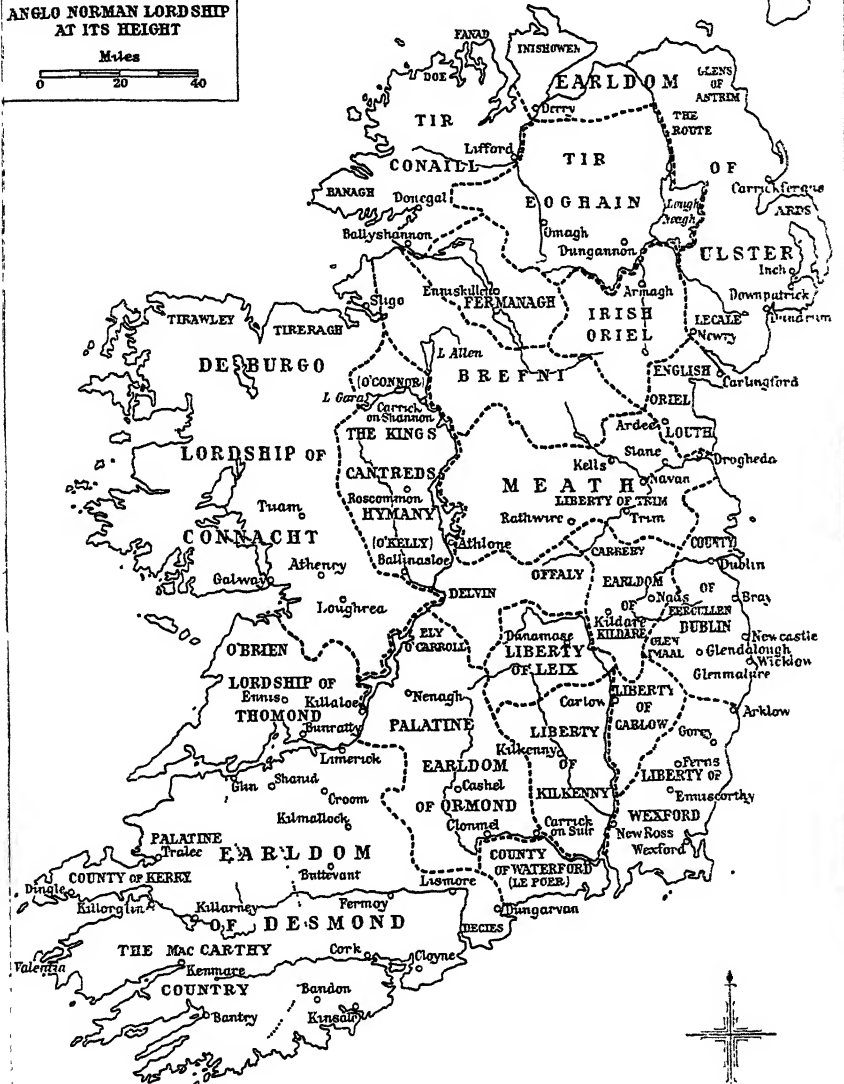 ANGLO NORMAN LORDSHIP
AT ITS HEIGHT
Miles
0 20 40
FANAD
INISHOWEN
DOE
EARLDOM
GLENS
OF
ASTRIM
Derry
THE
ROUTE
TIR
CONAILL
Lifford
TIR
EOGHAIN
OF
Carrickfergus
ARDS
BANAGH
Donegal
Lough
Neagh
Omagh
Ballyshannon
Dungannon
ULSTER
Inch
Enniskillen
FERMANAGH
Armagh
Downpatrick
Dundrum
Sligo
IRISH
ORIEL
LECALE
Newry
TIRAWLEY
TIRERAGH
L Allen
DE BURGO
BREFNI
ENGLISH
ORIEL
Carlingford
(O'CONNOR)
L Gara
Carrick
on Shannon
THE KINGS
CANTREDS
Ardee
LOUTH
Slane
Drogheda
LORDSHIP OF
Kells
MEATH
Navan
Roscommon
HYMANY
LIBERTY OF TRIM
Tuam
Rathwire
Trim
CONNACHT
(O'KELLY)
Athlone
CARBERY
COUNTY
Ballinasloe
Athenry
Galway
OFFALY
Dublin
DELVIN
EARLDOM
OF
KILDARE
Naas
OF
Bray
Loughrea
Kildare
FERCULLEN
DUBLIN
ELY
O'CARROLL
Danamase
GLEN
IMAAL
Newcastle
O'BRIEN
LIBERTY
OF LEIX
Glendalough
Wicklow
Glenmalure
LORDSHIP OF
Ennis
Killaloe
THOMOND
Bunratty
Nenagh
Carlow
LIBERTY
OF
CARLOW
Arklow
PALATINE
LIBERTY
Gorey
Limerick
Kilkenny
EARLDOM
OF
Ferns
Glin
Shanid
Cashel
LIBERTY OF
Croom
OF ORMOND
KILKENNY
Enniscorthy
Kilmallock
WEXFORD
Clonmel
Carrick
on Suir
New Ross
Wexford
PALATINE
Tralee
EARLDOM
COUNTY
OF WATERFORD
(LE POER)
COUNTY OF KERRY
Buttevant
Dingle
Lismore
Killorglin
Killarney
Fermoy
Dungarvan
OF DESMOND
DECIES
THE MAC CARTHY
Cork
Cloyne
Valentia
Kenmare
COUNTRY
Bandon
Bantry
Kinsale